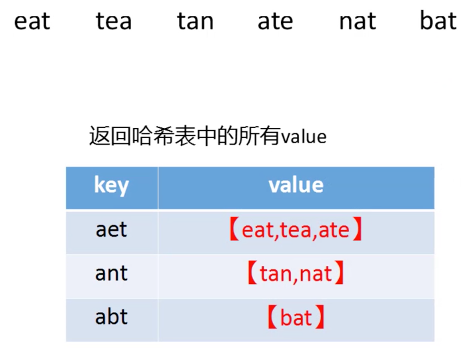 eat tea tan ate nat bat
返回哈希表中的所有value
key value
aet 【eat,tea,ate】
ant 【tan,nat】
abt 【bat】